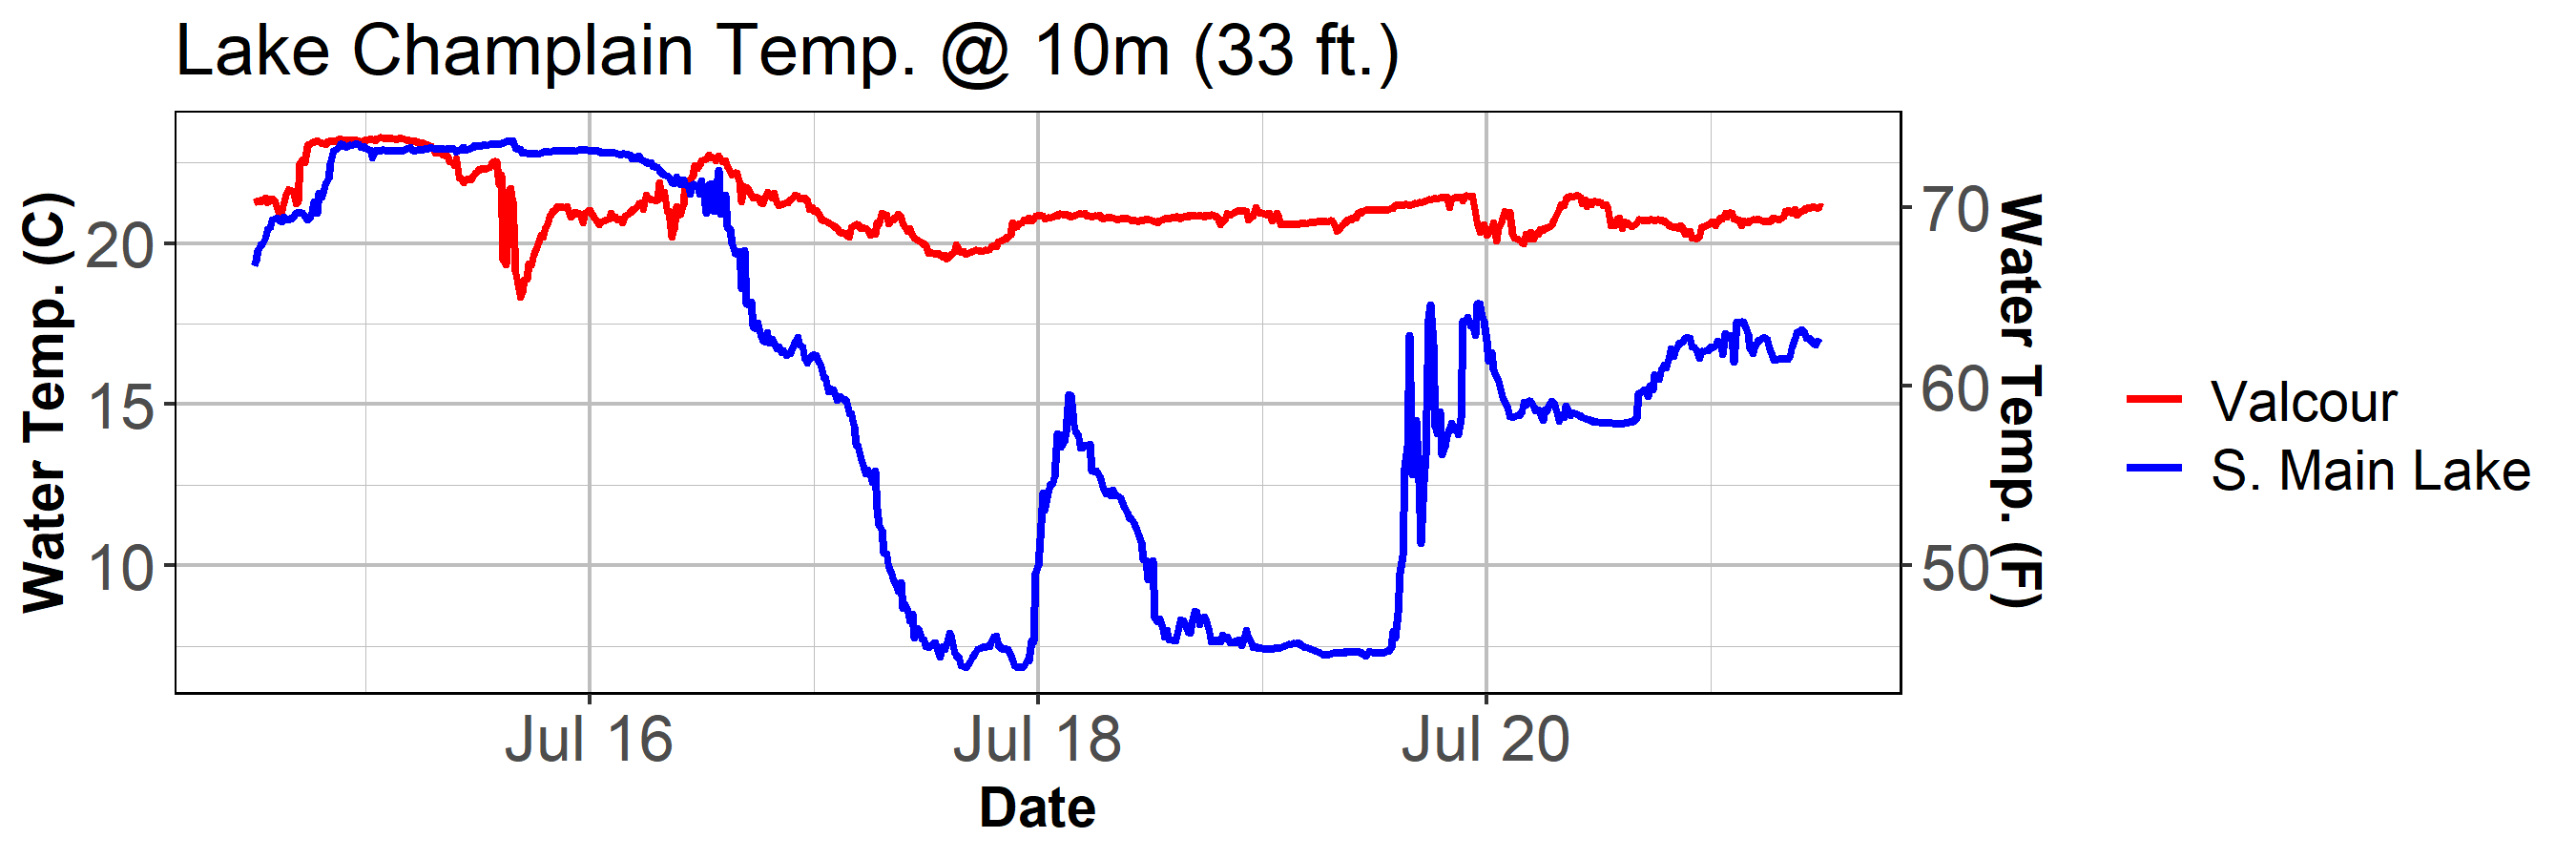 Lake Champlain Temp. @ 10m (33 ft.)
Water Temp. (C)
20
15
10
70
60
50
Water Temp. (F)
Jul 16
Jul 18
Jul 20
Date
Valcour
S. Main Lake